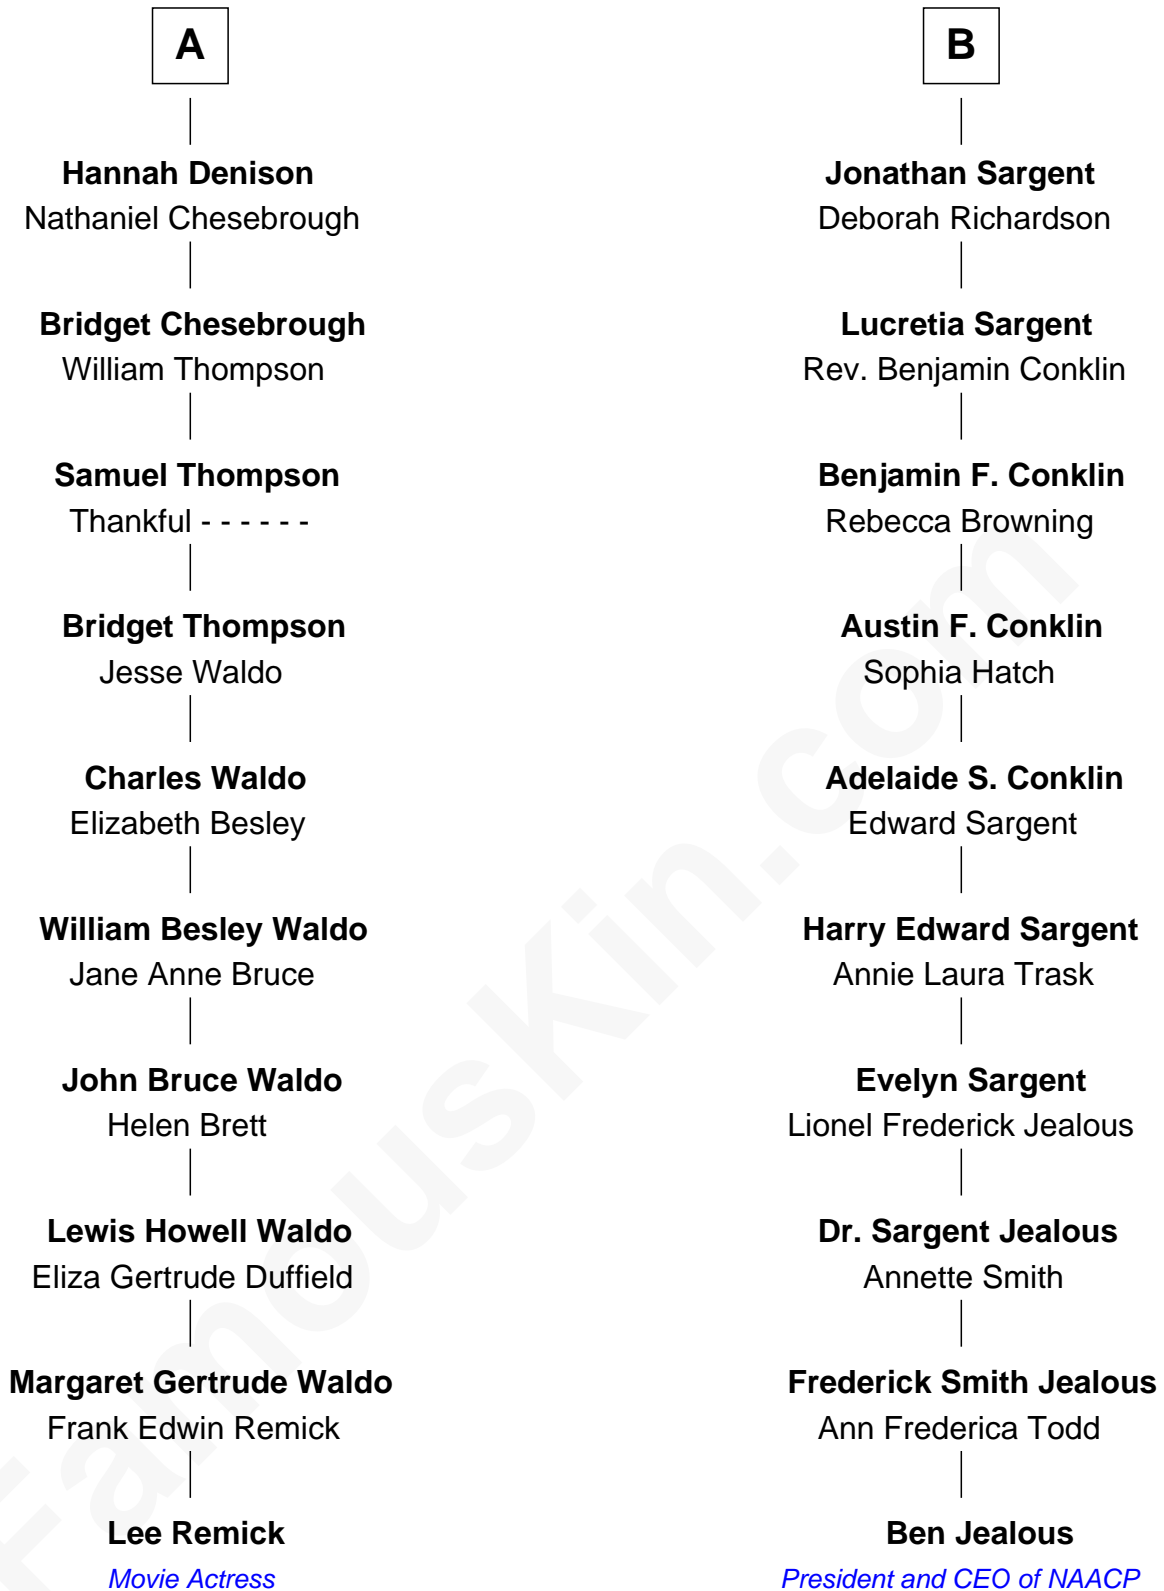 A
Hannah Denison
Nathaniel Chesebrough
Bridget Chesebrough
William Thompson
Samuel Thompson
Thankful - - - - - -
Bridget Thompson
Jesse Waldo
Charles Waldo
Elizabeth Besley
William Besley Waldo
Jane Anne Bruce
John Bruce Waldo
Helen Brett
Lewis Howell Waldo
Eliza Gertrude Duffield
Margaret Gertrude Waldo
Frank Edwin Remick
Lee Remick
Movie Actress
B
Jonathan Sargent
Deborah Richardson
Lucretia Sargent
Rev. Benjamin Conklin
Benjamin F. Conklin
Rebecca Browning
Austin F. Conklin
Sophia Hatch
Adelaide S. Conklin
Edward Sargent
Harry Edward Sargent
Annie Laura Trask
Evelyn Sargent
Lionel Frederick Jealous
Dr. Sargent Jealous
Annette Smith
Frederick Smith Jealous
Ann Frederica Todd
Ben Jealous
President and CEO of NAACP
FamousKin.com